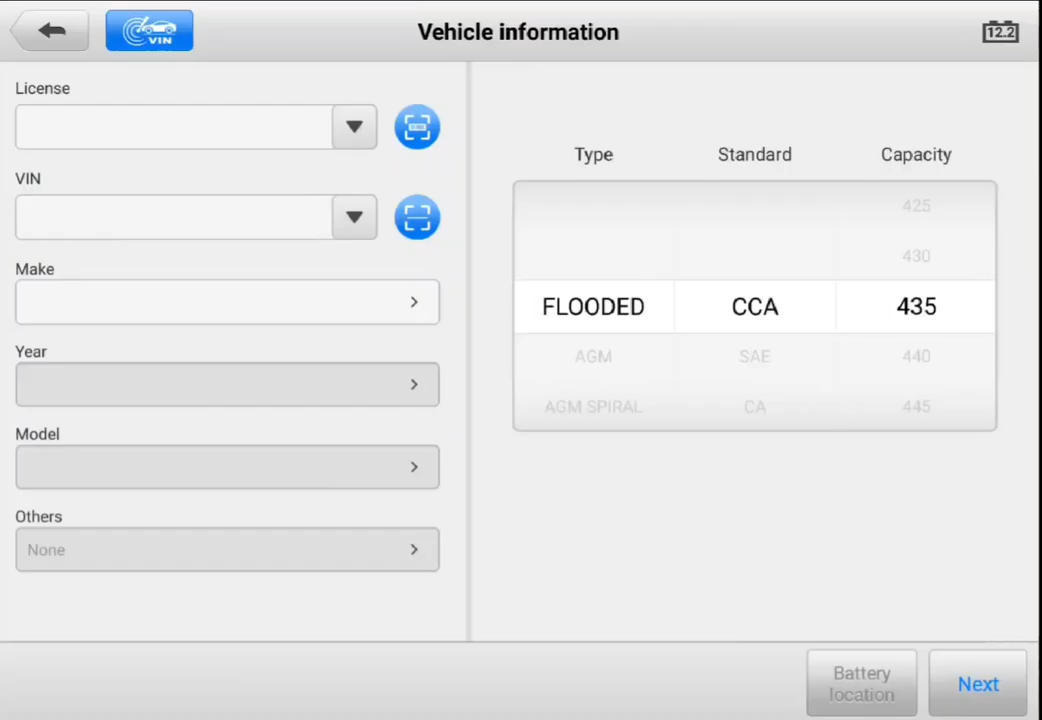 VIN
Vehicle information
12.2
License
VIN
Make
Year
Model
Others
None
Type Standard Capacity
425
430
FLOODED CCA 435
AGM SAE 440
AGM SPIRAL CA 445
Battery
location
Next